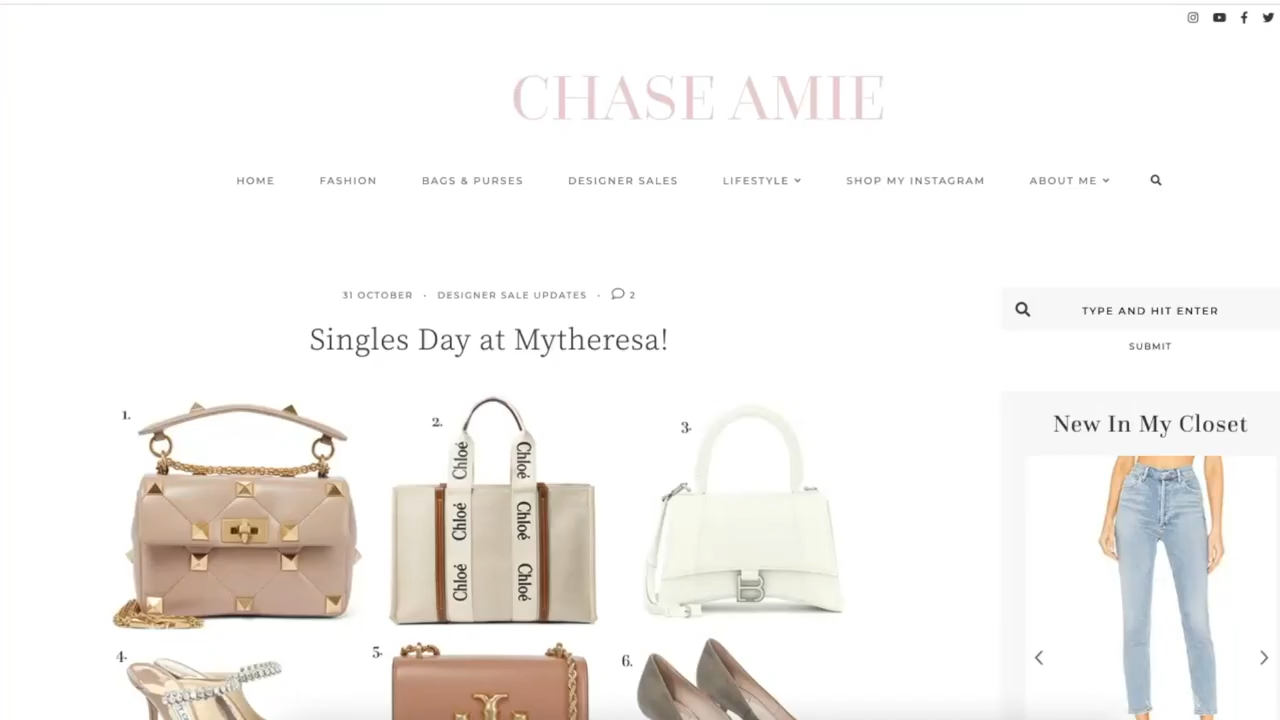 CHASE AMIE
HOME FASHION BAGS & PURSES DESIGNER SALES LIFESTYLE SHOP MY INSTAGRAM ABOUT ME
31 OCTOBER · DESIGNER SALE UPDATES · 2
Singles Day at Mytheresa!
TYPE AND HIT ENTER
SUBMIT
New In My Closet
1.
2.
3.
Chloé Chloé
Chloé Chloé
Chloé Chloé
B
4.
5.
6.